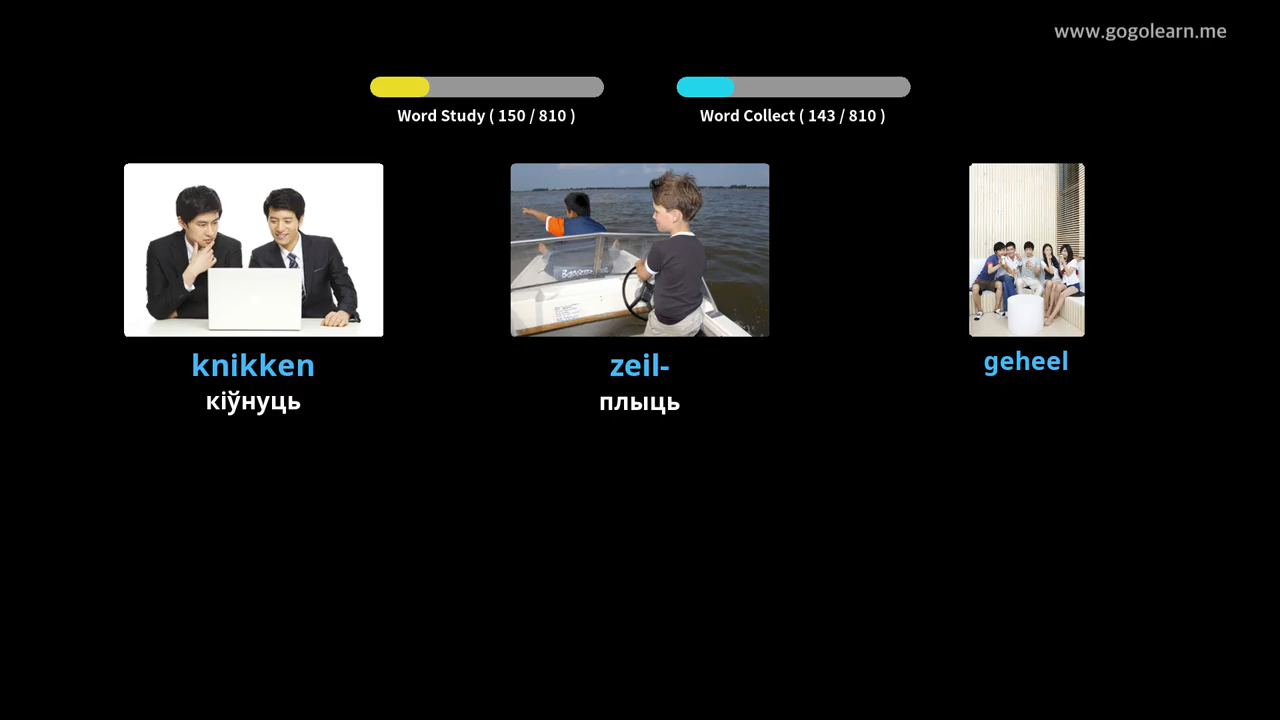 www.gogolearn.me
Word Study ( 150 / 810 )
Word Collect ( 143 / 810 )
knikken
кіўнуць
zeil-
плыць
geheel